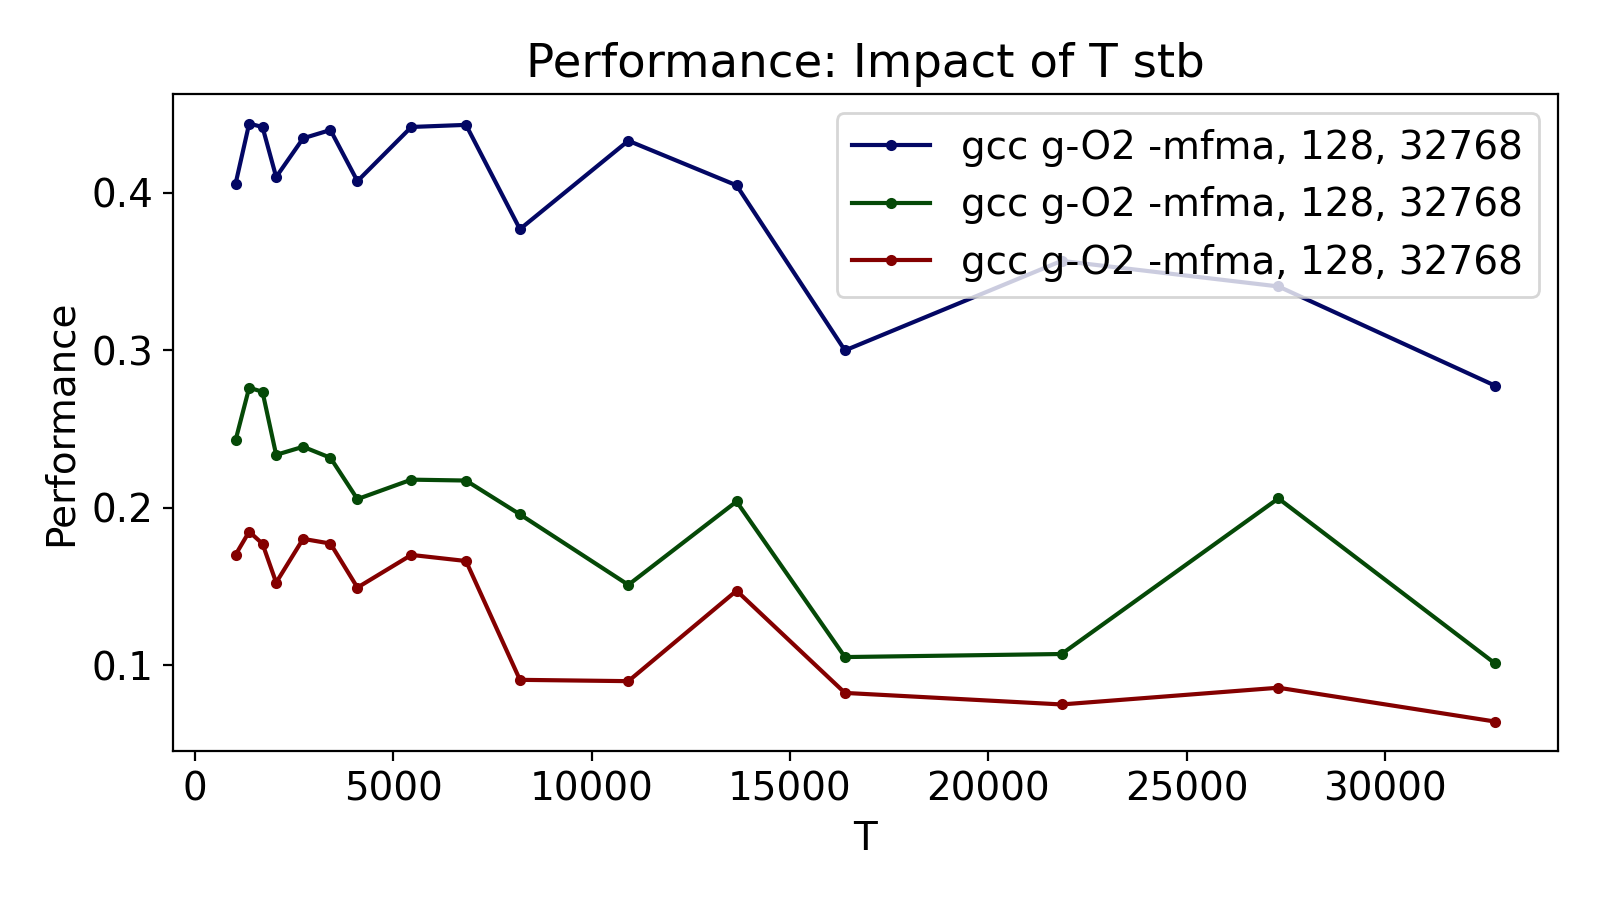 Performance: Impact of T stb
gcc g-O2 -mfma, 128, 32768
gcc g-O2 -mfma, 128, 32768
gcc g-O2 -mfma, 128, 32768
Performance
0.4
0.3
0.2
0.1
0 5000 10000 15000 20000 25000 30000
T